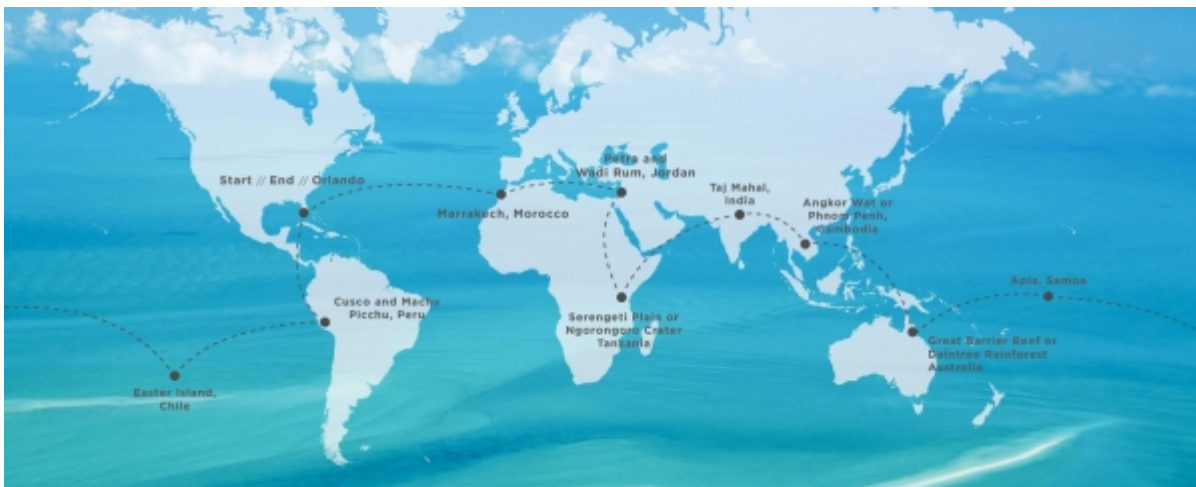 Start // End // Orlando
Petra and
Wadi Rum, Jordan
Marrakech, Morocco
Taj Mahal,
India
Angkor Wat or
Phnom Penh,
Cambodia
Cusco and Machu
Picchu, Peru
Serengeti Plain or
Ngorongoro Crater
Tanzania
Apia, Samoa
Great Barrier Reef or
Daintree Rainforest
Australia
Easter Island,
Chile